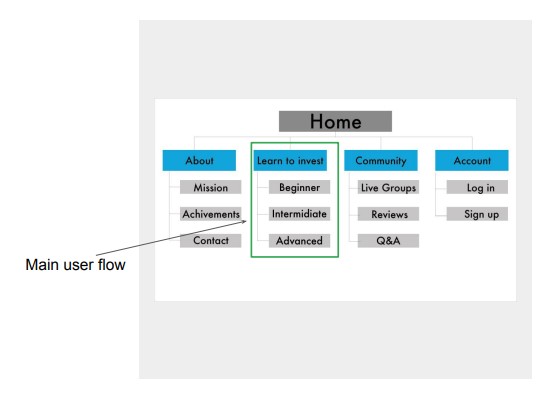 Home
About
Learn to invest
Community
Account
Mission
Beginner
Live Groups
Log in
Achivements
Intermidiate
Reviews
Sign up
Contact
Advanced
Q&A
Main user flow